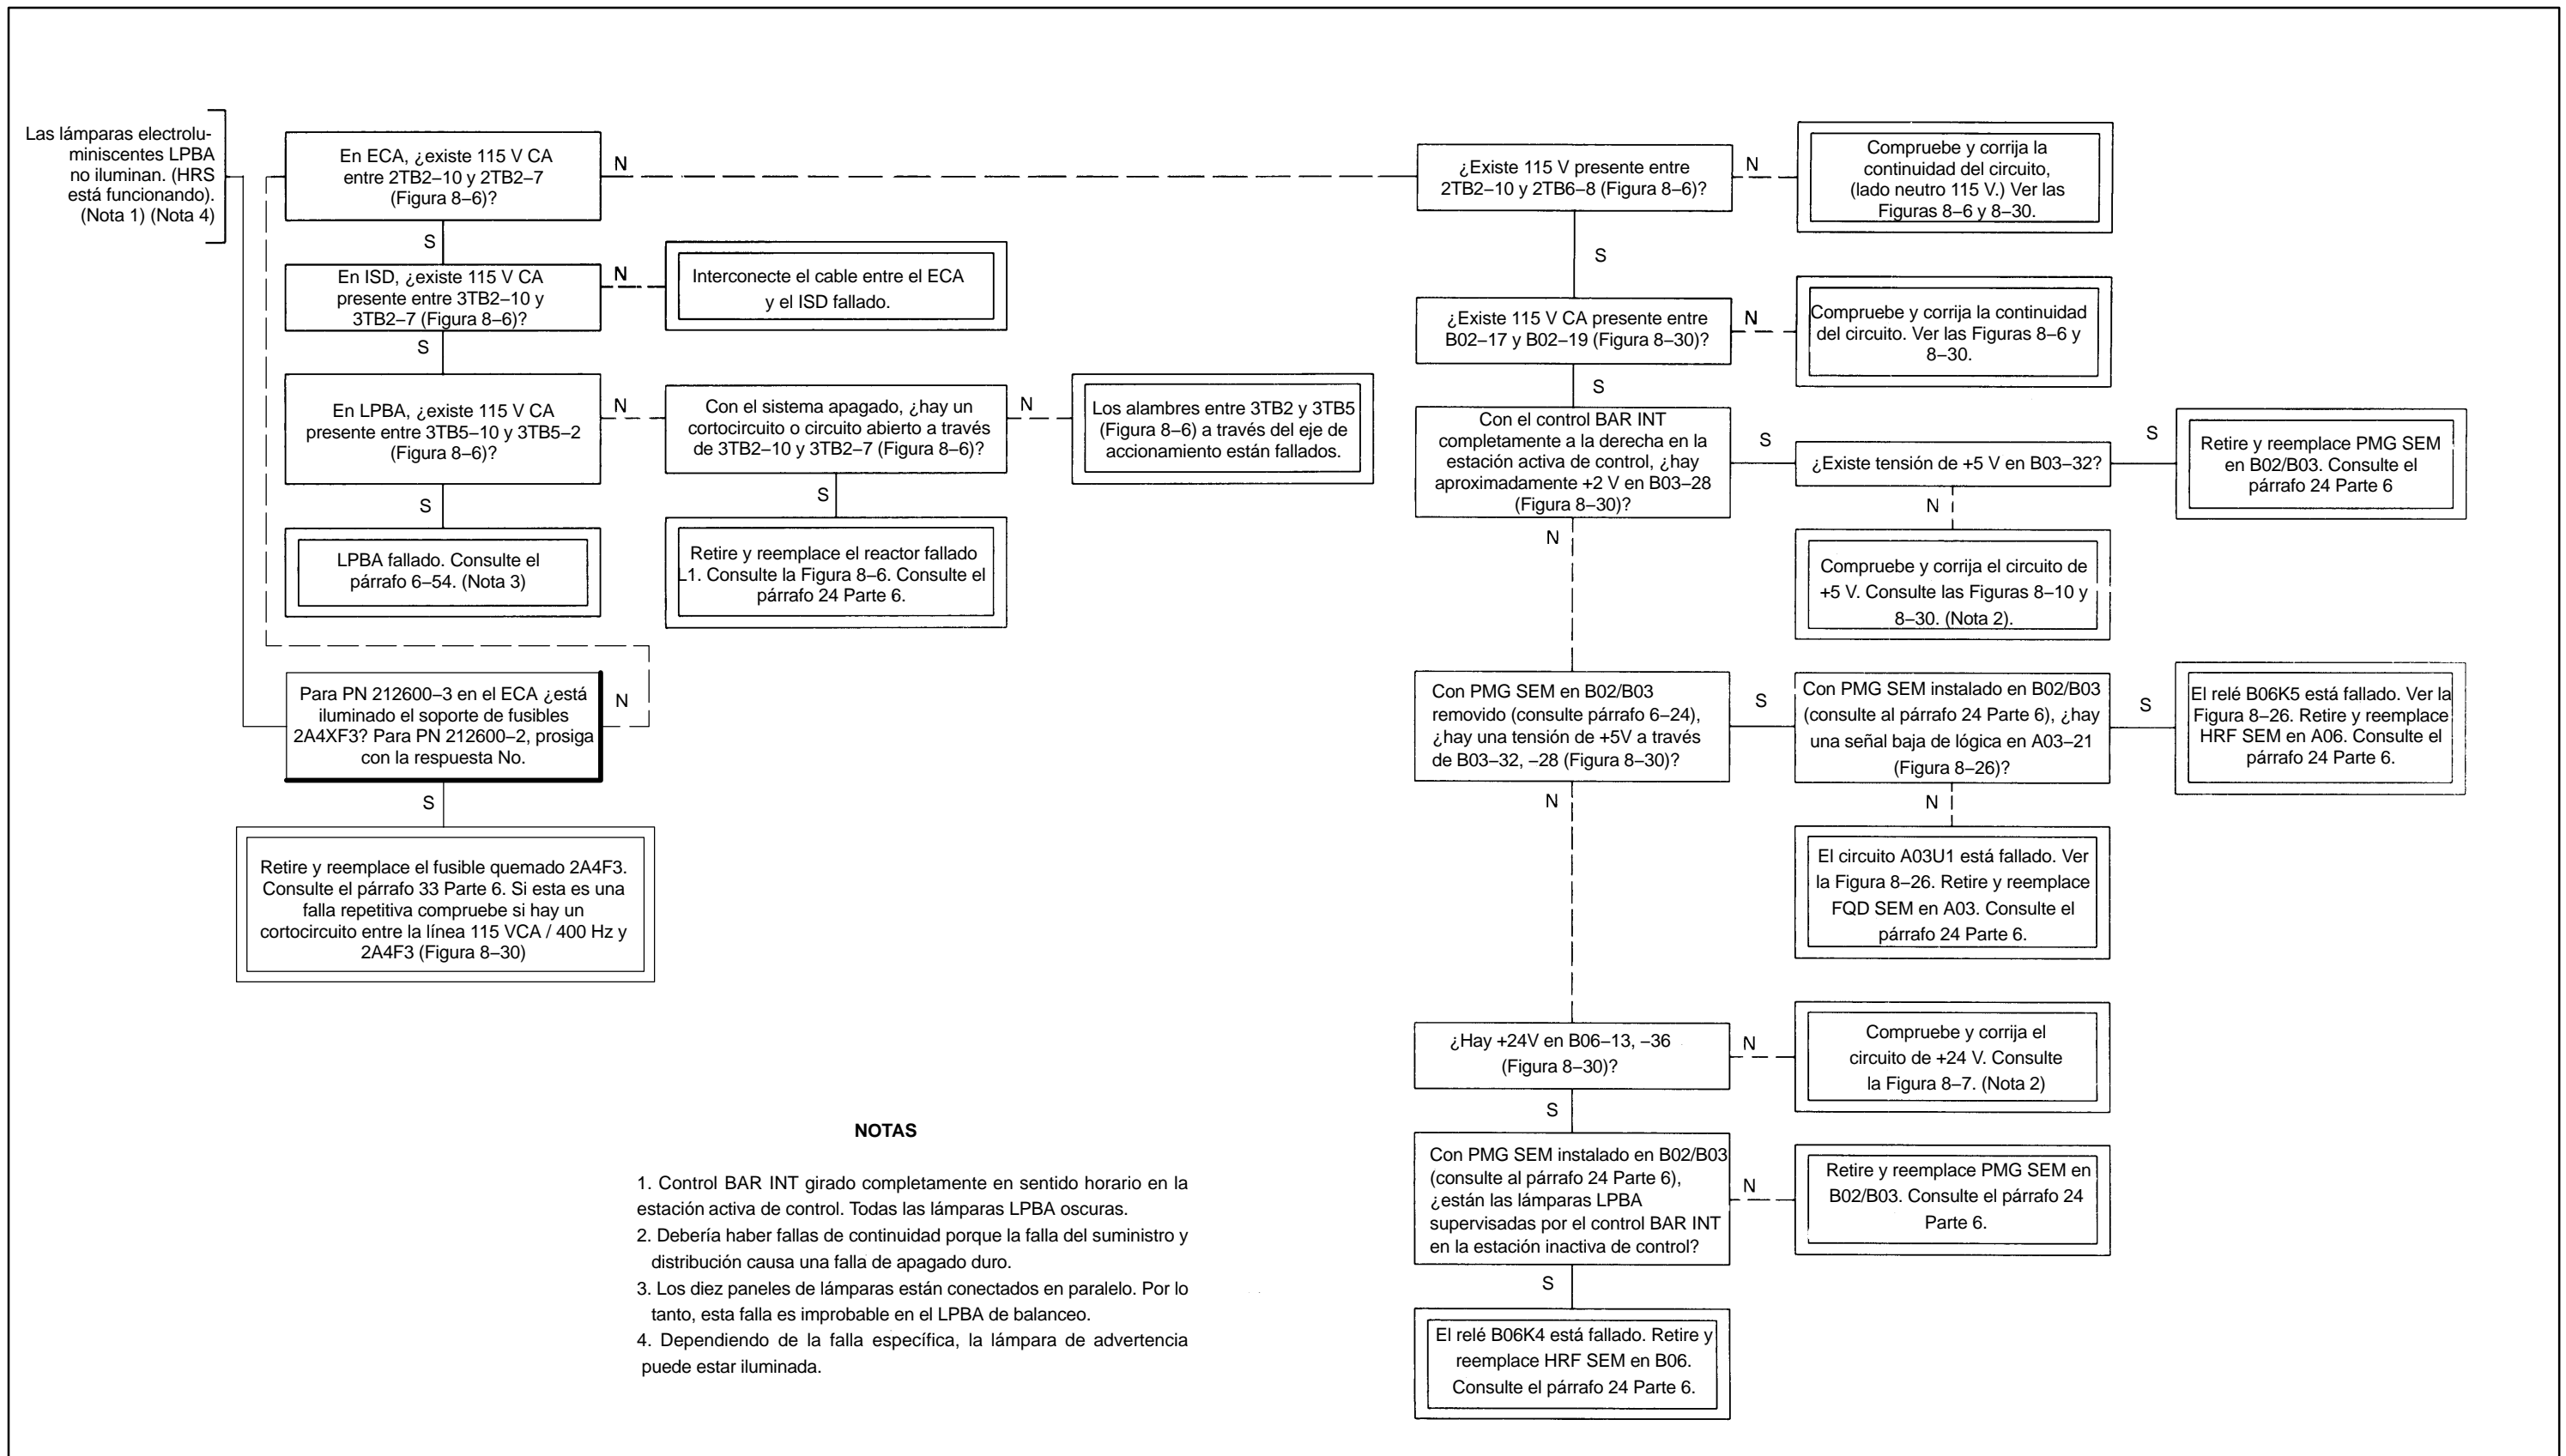 Las lámparas electrolu-
miniscentes LPBA
no iluminan. (HRS
está funcionando).
(Nota 1) (Nota 4)
En ECA, ¿existe 115 V CA
entre 2TB2–10 y 2TB2–7
(Figura 8–6)?
N
S
En ISD, ¿existe 115 V CA
presente entre 3TB2–10 y
3TB2–7 (Figura 8–6)?
N
Interconecte el cable entre el ECA
y el ISD fallado.
S
En LPBA, ¿existe 115 V CA
presente entre 3TB5–10 y 3TB5–2
(Figura 8–6)?
N
Con el sistema apagado, ¿hay un
cortocircuito o circuito abierto a través
de 3TB2–10 y 3TB2–7 (Figura 8–6)?
N
Los alambres entre 3TB2 y 3TB5
(Figura 8–6) a través del eje de
accionamiento están fallados.
S
S
LPBA fallado. Consulte el
párrafo 6–54. (Nota 3)
Retire y reemplace el reactor fallado
L1. Consulte la Figura 8–6. Consulte el
párrafo 24 Parte 6.
Para PN 212600–3 en el ECA ¿está
iluminado el soporte de fusibles
2A4XF3? Para PN 212600–2, prosiga
con la respuesta No.
N
S
Retire y reemplace el fusible quemado 2A4F3.
Consulte el párrafo 33 Parte 6. Si esta es una
falla repetitiva compruebe si hay un
cortocircuito entre la línea 115 VCA / 400 Hz y
2A4F3 (Figura 8–30)
¿Existe 115 V presente entre
2TB2–10 y 2TB6–8 (Figura 8–6)?
N
Compruebe y corrija la
continuidad del circuito,
(lado neutro 115 V.) Ver las
Figuras 8–6 y 8–30.
S
¿Existe 115 V CA presente entre
B02–17 y B02–19 (Figura 8–30)?
N
Compruebe y corrija la continuidad
del circuito. Ver las Figuras 8–6 y
8–30.
S
Con el control BAR INT
completamente a la derecha en la
estación activa de control, ¿hay
aproximadamente +2 V en B03–28
(Figura 8–30)?
S
¿Existe tensión de +5 V en B03–32?
S
Retire y reemplace PMG SEM
en B02/B03. Consulte el
párrafo 24 Parte 6
N
N
Compruebe y corrija el circuito de
+5 V. Consulte las Figuras 8–10 y
8–30. (Nota 2).
Con PMG SEM en B02/B03
removido (consulte párrafo 6–24),
¿hay una tensión de +5V a través
de B03–32, –28 (Figura 8–30)?
S
Con PMG SEM instalado en B02/B03
(consulte al párrafo 24 Parte 6), ¿hay
una señal baja de lógica en A03–21
(Figura 8–26)?
S
El relé B06K5 está fallado. Ver la
Figura 8–26. Retire y reemplace
HRF SEM en A06. Consulte el
párrafo 24 Parte 6.
N
N
El circuito A03U1 está fallado. Ver
la Figura 8–26. Retire y reemplace
FQD SEM en A03. Consulte el
párrafo 24 Parte 6.
¿Hay +24V en B06–13, –36
(Figura 8–30)?
N
Compruebe y corrija el
circuito de +24 V. Consulte
la Figura 8–7. (Nota 2)
S
Con PMG SEM instalado en B02/B03
(consulte al párrafo 24 Parte 6),
¿están las lámparas LPBA
supervisadas por el control BAR INT
en la estación inactiva de control?
N
Retire y reemplace PMG SEM en
B02/B03. Consulte el párrafo 24
Parte 6.
S
El relé B06K4 está fallado. Retire y
reemplace HRF SEM en B06.
Consulte el párrafo 24 Parte 6.
NOTAS
1. Control BAR INT girado completamente en sentido horario en la
estación activa de control. Todas las lámparas LPBA oscuras.
2. Debería haber fallas de continuidad porque la falla del suministro y
distribución causa una falla de apagado duro.
3. Los diez paneles de lámparas están conectados en paralelo. Por lo
tanto, esta falla es improbable en el LPBA de balanceo.
4. Dependiendo de la falla específica, la lámpara de advertencia
puede estar iluminada.